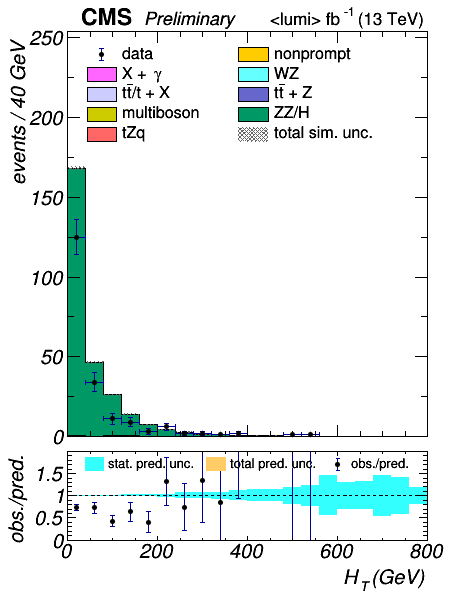 CMS Preliminary <lumi> fb⁻¹ (13 TeV)
events / 40 GeV
250
200
150
100
50
0
data
nonprompt
X + γ
WZ
tt̄/t + X
tt̄ + Z
multiboson
ZZ/H
tZq
total sim. unc.
obs./pred.
1.5
1
0.5
0
stat. pred. unc.
total pred. unc.
obs./pred.
0 200 400 600 800
H_T (GeV)